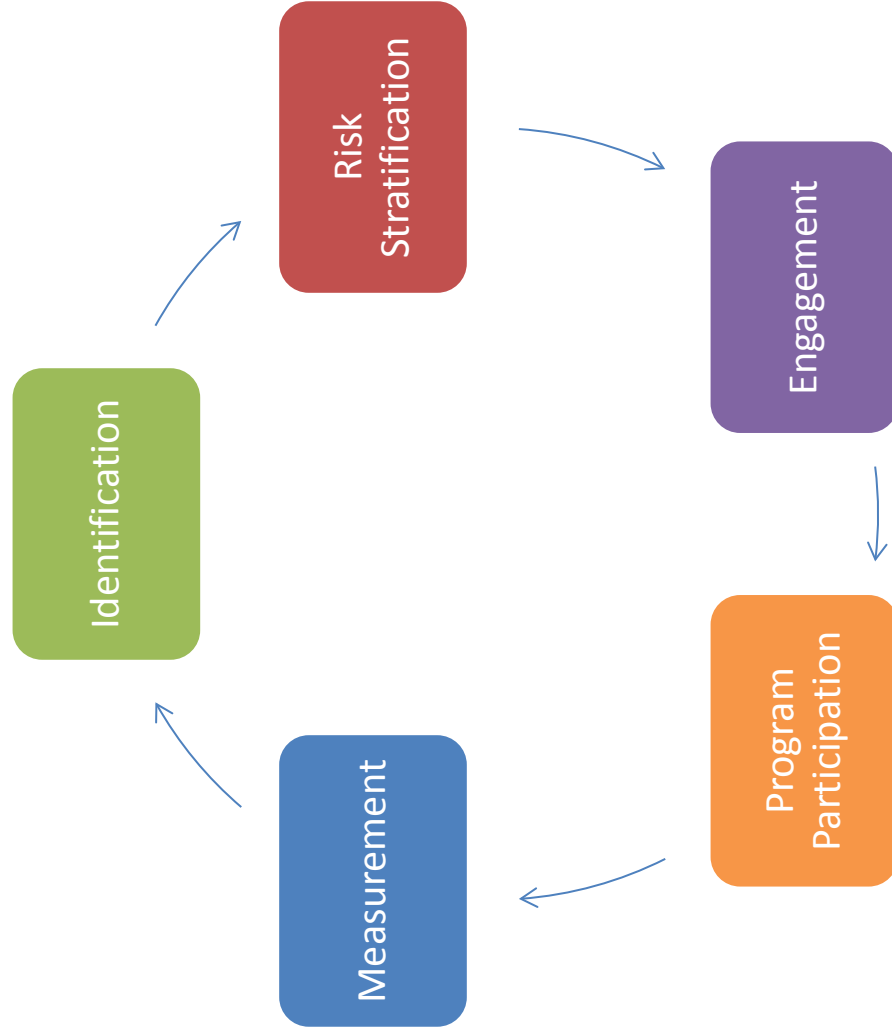 Identification
Risk
Stratification
Engagement
Program
Participation
Measurement